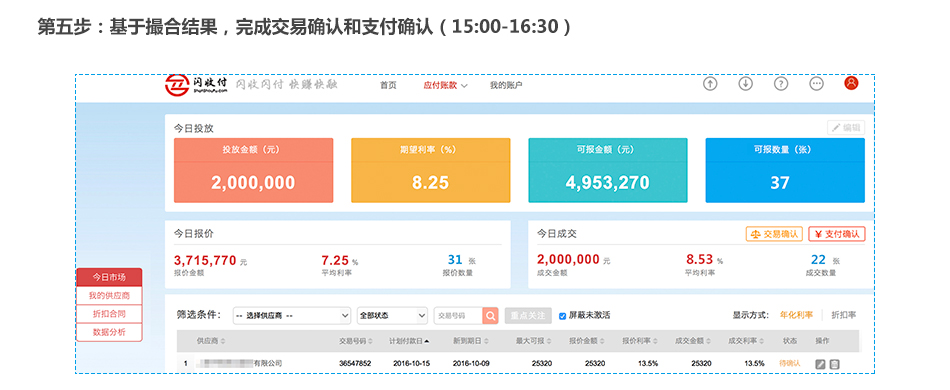 第五步：基于撮合结果，完成交易确认和支付确认（15:00-16:30）
闪收付 闪收闪付 快赚快融 首页 应付账款 我的账户
shanshoufu.com
今日投放 编辑
投放金额（元） 期望利率（%） 可报金额（元） 可报数量（张）
2,000,000 8.25 4,953,270 37
今日报价 今日成交 交易确认 ¥ 支付确认
3,715,770 元 7.25 % 31 张 2,000,000 元 8.53 % 22 张
报价金额 平均利率 报价数量 成交金额 平均利率 成交数量
今日市场
我的供应商
折扣合同
数据分析
筛选条件： -- 选择供应商 -- 全部状态 交易号码 重点关注 屏蔽未激活 显示方式： 年化利率 折扣率
供应商 交易号码 计划付款日 新到期日 最大可报 报价金额 报价利率 成交金额 成交利率 状态 操作
1 有限公司 36547852 2016-10-15 2016-10-09 25320 25320 13.5% 25320 13.5% 待确认